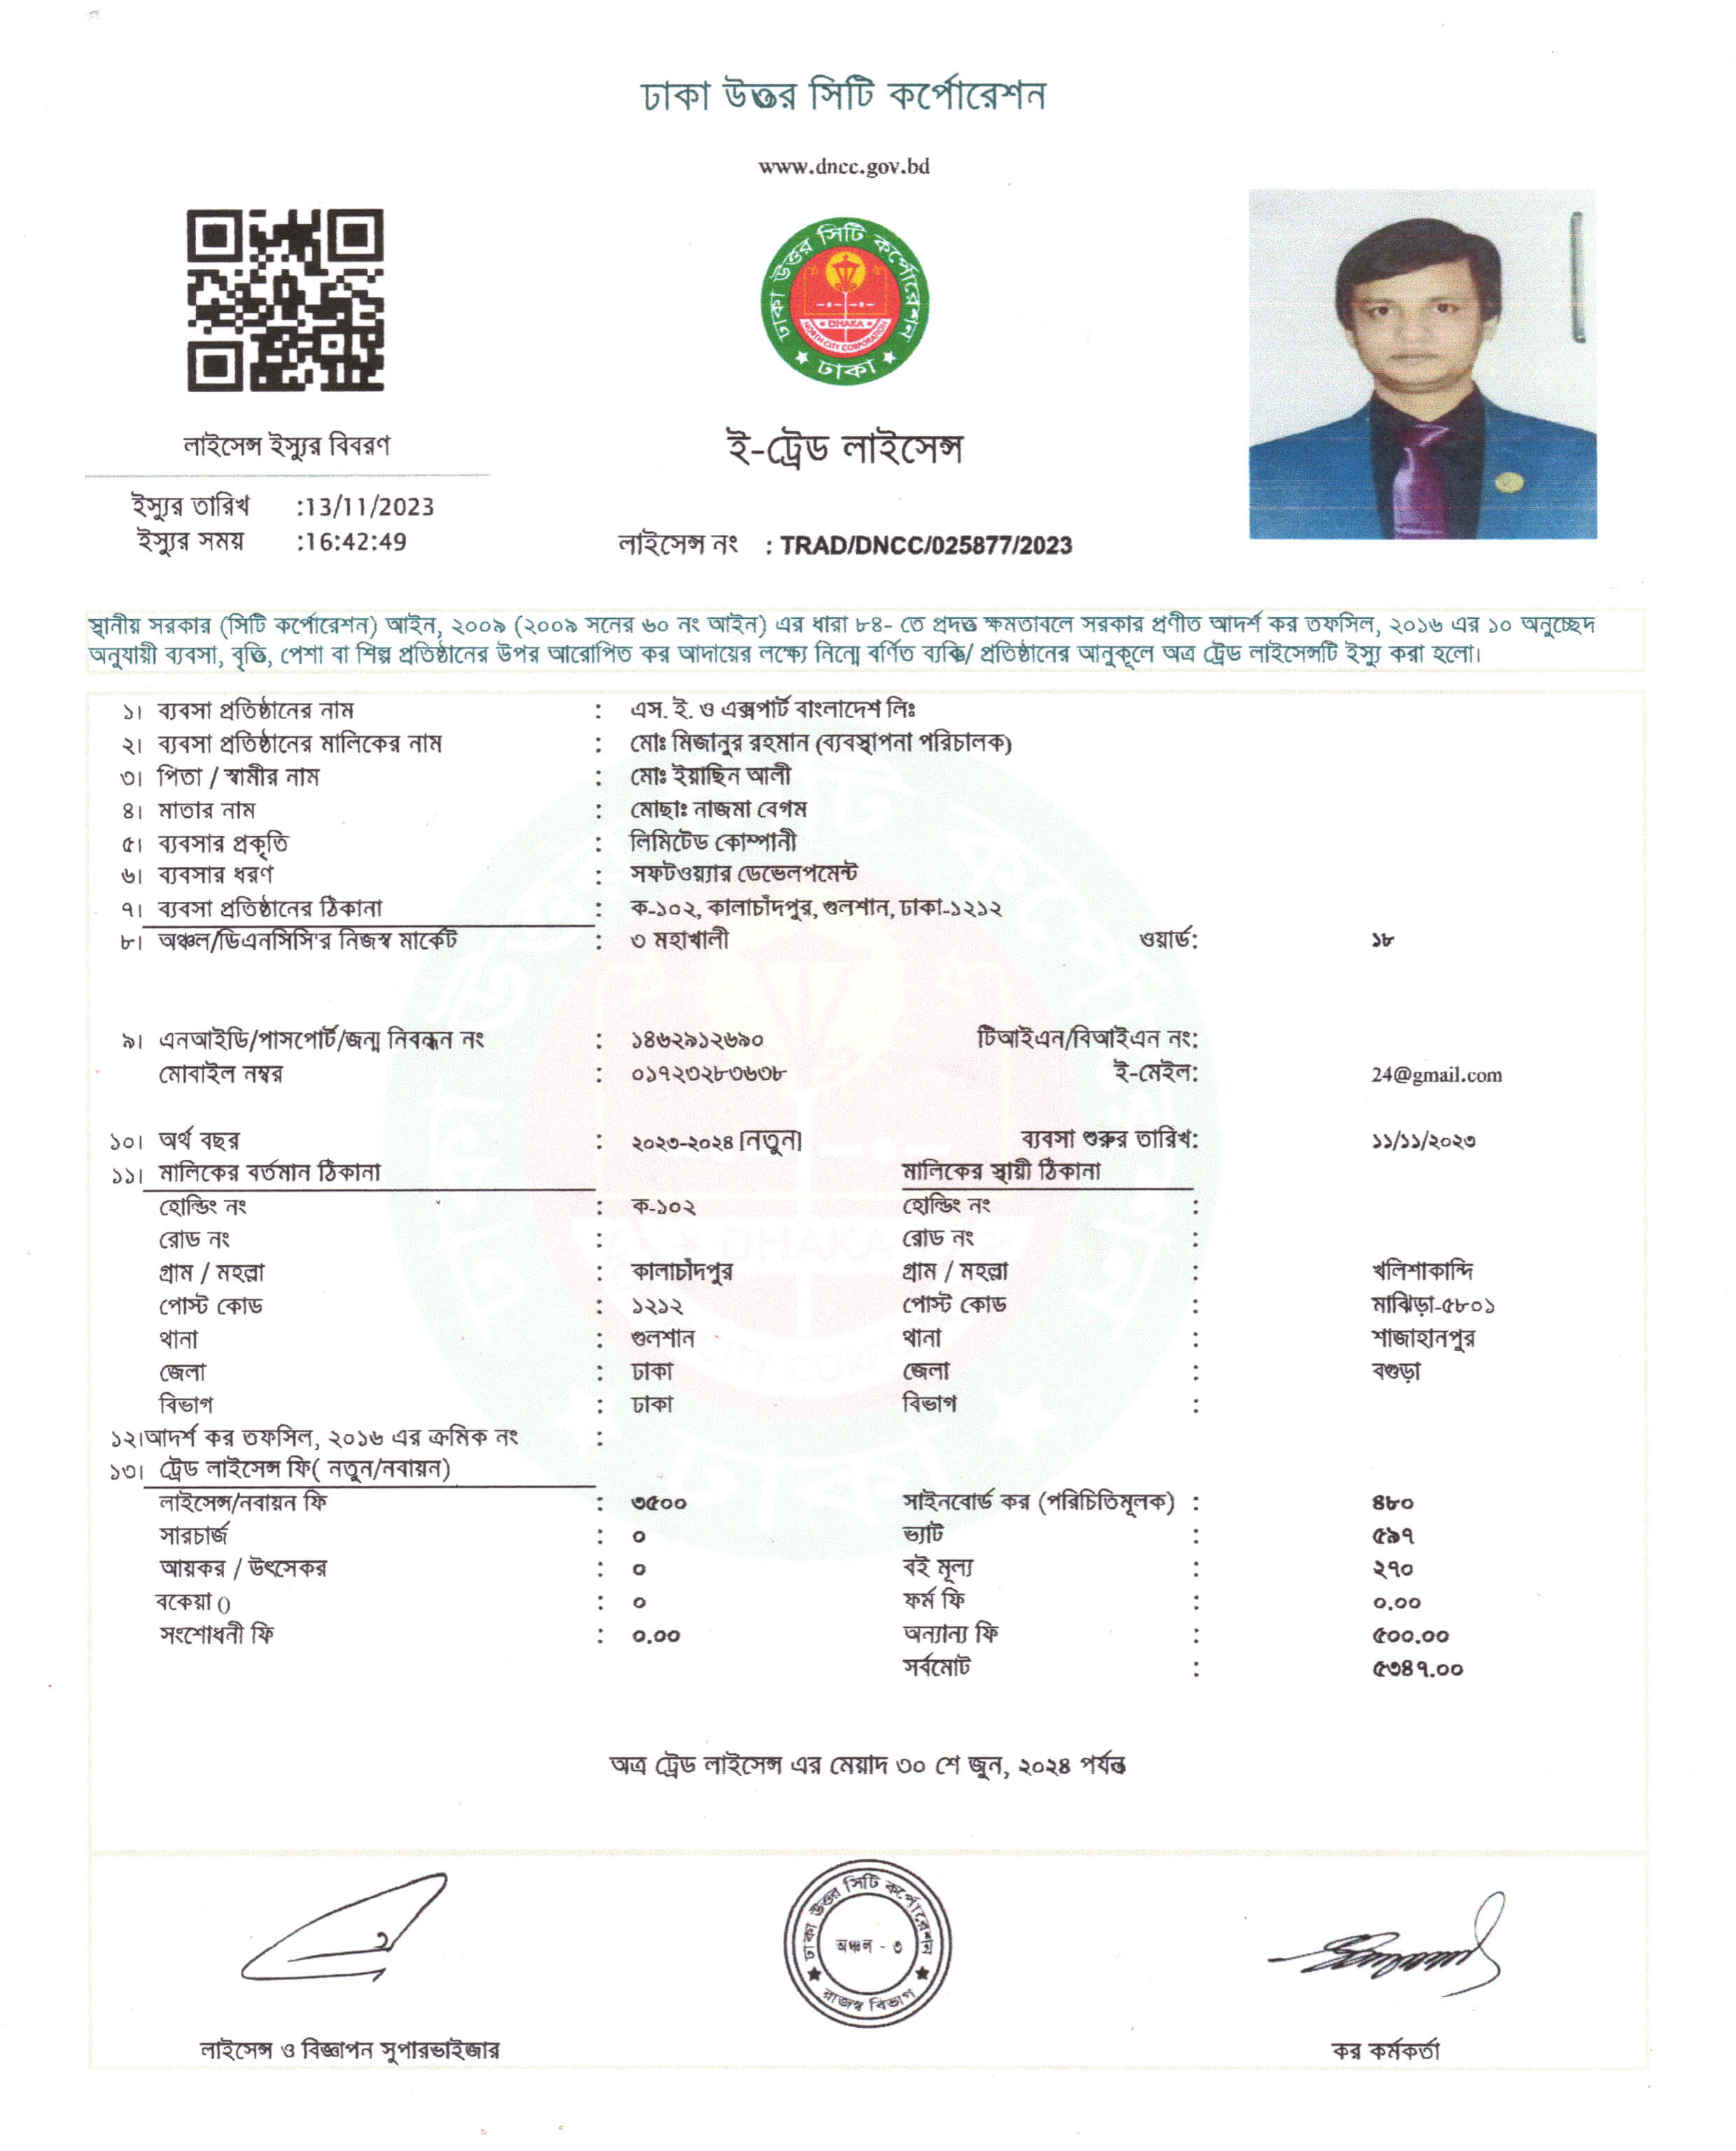 ঢাকা উত্তর সিটি কর্পোরেশন
www.dncc.gov.bd
ঢাকা উত্তর সিটি কর্পোরেশন
DHAKA
NORTH CITY CORPORATION
ঢাকা
লাইসেন্স ইস্যুর বিবরণ
ই-ট্রেড লাইসেন্স
ইস্যুর তারিখ :13/11/2023
ইস্যুর সময় :16:42:49
লাইসেন্স নং : TRAD/DNCC/025877/2023
স্থানীয় সরকার (সিটি কর্পোরেশন) আইন, ২০০৯ (২০০৯ সনের ৬০ নং আইন) এর ধারা ৮৪- তে প্রদত্ত ক্ষমতাবলে সরকার প্রণীত আদর্শ কর তফসিল, ২০১৬ এর ১০ অনুচ্ছেদ
অনুযায়ী ব্যবসা, বৃত্তি, পেশা বা শিল্প প্রতিষ্ঠানের উপর আরোপিত কর আদায়ের লক্ষ্যে নিম্নে বর্ণিত ব্যক্তি/ প্রতিষ্ঠানের আনুকূলে অত্র ট্রেড লাইসেন্সটি ইস্যু করা হলো।
১। ব্যবসা প্রতিষ্ঠানের নাম : এস. ই. ও এক্সপার্ট বাংলাদেশ লিঃ
২। ব্যবসা প্রতিষ্ঠানের মালিকের নাম : মোঃ মিজানুর রহমান (ব্যবস্থাপনা পরিচালক)
৩। পিতা / স্বামীর নাম : মোঃ ইয়াছিন আলী
৪। মাতার নাম : মোছাঃ নাজমা বেগম
৫। ব্যবসার প্রকৃতি : লিমিটেড কোম্পানী
৬। ব্যবসার ধরণ : সফটওয়্যার ডেভেলপমেন্ট
৭। ব্যবসা প্রতিষ্ঠানের ঠিকানা : ক-১০২, কালাচাঁদপুর, গুলশান, ঢাকা-১২১২
৮। অঞ্চল/ডিএনসিসি'র নিজস্ব মার্কেট : ৩ মহাখালী ওয়ার্ড: ১৮
৯। এনআইডি/পাসপোর্ট/জন্ম নিবন্ধন নং : ১৪৬২৯১২৬৯০ টিআইএন/বিআইএন নং:
মোবাইল নম্বর : ০১৭২৩২৮৩৬৩৮ ই-মেইল: 24@gmail.com
১০। অর্থ বছর : ২০২৩-২০২৪ [নতুন] ব্যবসা শুরুর তারিখ: ১১/১১/২০২৩
১১। মালিকের বর্তমান ঠিকানা মালিকের স্থায়ী ঠিকানা
হোল্ডিং নং : ক-১০২ হোল্ডিং নং :
রোড নং : রোড নং :
গ্রাম / মহল্লা : কালাচাঁদপুর গ্রাম / মহল্লা : খলিশাকান্দি
পোস্ট কোড : ১২১২ পোস্ট কোড : মাঝিড়া-৫৮০১
থানা : গুলশান থানা : শাজাহানপুর
জেলা : ঢাকা জেলা : বগুড়া
বিভাগ : ঢাকা বিভাগ :
১২।আদর্শ কর তফসিল, ২০১৬ এর ক্রমিক নং :
১৩। ট্রেড লাইসেন্স ফি( নতুন/নবায়ন)
লাইসেন্স/নবায়ন ফি : ৩৫০০ সাইনবোর্ড কর (পরিচিতিমূলক) : ৪৮০
সারচার্জ : ০ ভ্যাট : ৫৯৭
আয়কর / উৎসেকর : ০ বই মূল্য : ২৭০
বকেয়া () : ০ ফর্ম ফি : ০.০০
সংশোধনী ফি : ০.০০ অন্যান্য ফি : ৫০০.০০
সর্বমোট : ৫৩৪৭.০০
অত্র ট্রেড লাইসেন্স এর মেয়াদ ৩০ শে জুন, ২০২৪ পর্যন্ত
ঢাকা উত্তর সিটি কর্পোরেশন
অঞ্চল - ৩
রাজস্ব বিভাগ
লাইসেন্স ও বিজ্ঞাপন সুপারভাইজার
কর কর্মকর্তা